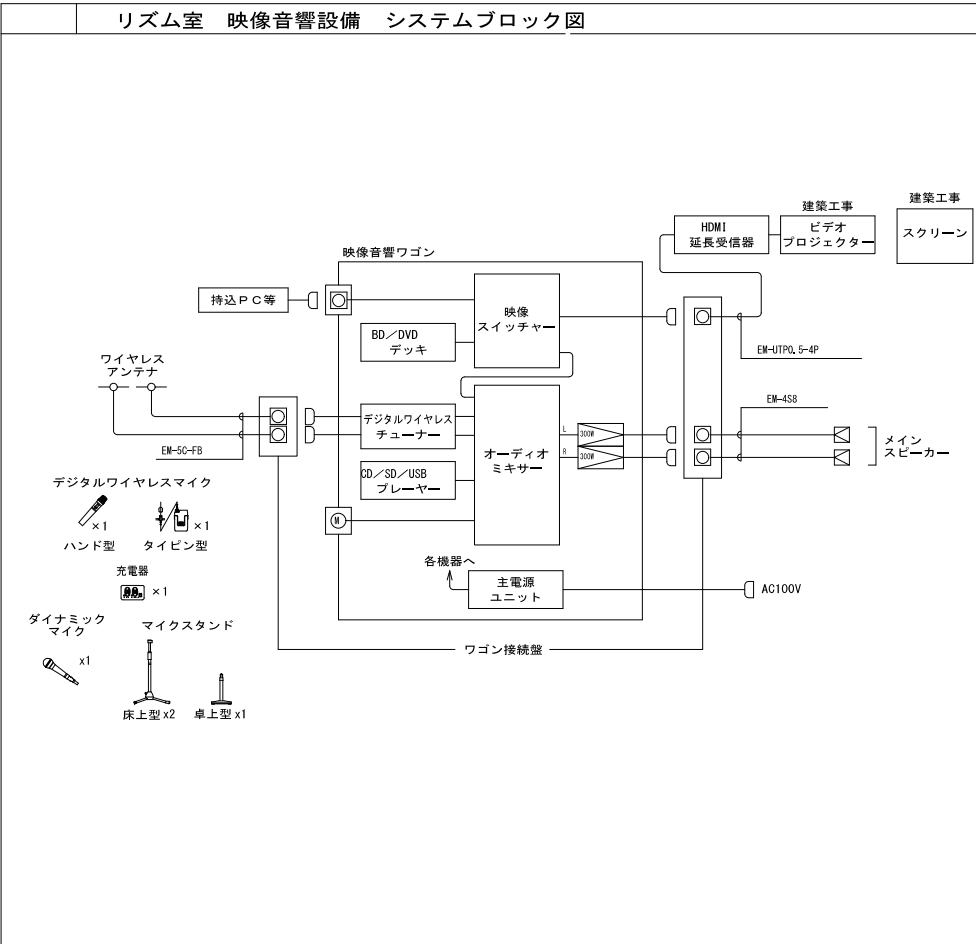 リズム室　映像音響設備　システムブロック図
建築工事
スクリーン
建築工事
ビデオ
プロジェクター
HDMI
延長受信器
映像音響ワゴン
持込ＰＣ等
映像
スイッチャー
BD／DVD
デッキ
EM-UTP0.5-4P
ワイヤレス
アンテナ
EM-5C-FB
デジタルワイヤレス
チューナー
オーディオ
ミキサー
L
300W
R
300W
EM-4S8
メイン
スピーカー
CD／SD／USB
プレーヤー
M
デジタルワイヤレスマイク
×1
ハンド型
×1
タイピン型
充電器
×1
各機器へ
主電源
ユニット
AC100V
ワゴン接続盤
ダイナミック
マイク
x1
マイクスタンド
床上型x2
卓上型x1